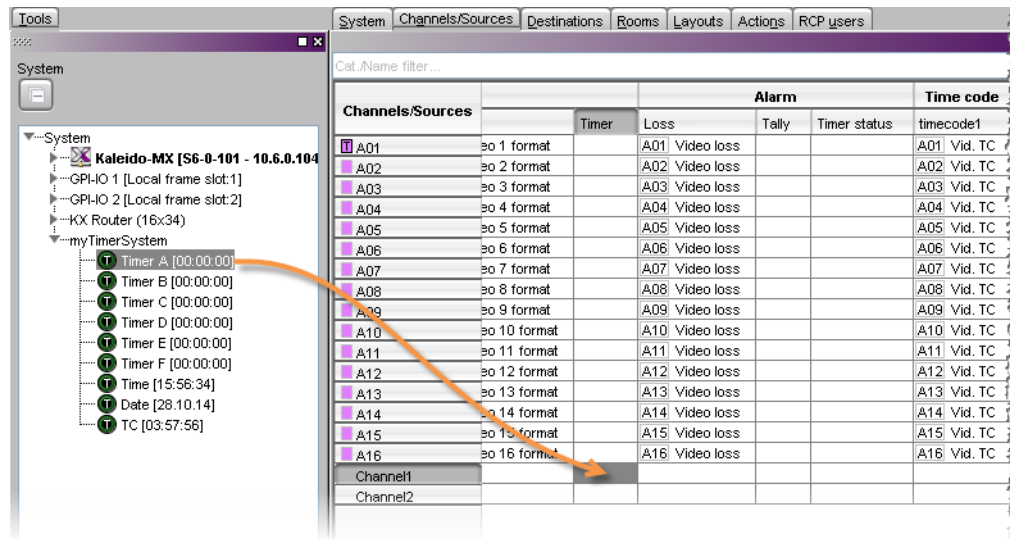 Tools
System
System Channels/Sources Destinations Rooms Layouts Actions RCP users
Cat./Name filter...
System
Kaleido-MX [S6-0-101 - 10.6.0.104
GPI-IO 1 [Local frame slot:1]
GPI-IO 2 [Local frame slot:2]
KX Router (16x34)
myTimerSystem
T Timer A [00:00:00]
T Timer B [00:00:00]
T Timer C [00:00:00]
T Timer D [00:00:00]
T Timer E [00:00:00]
T Timer F [00:00:00]
T Time [15:56:34]
T Date [28.10.14]
T TC [03:57:56]
Channels/Sources Alarm Time code
Timer Loss Tally Timer status timecode1
T A01 eo 1 format A01 Video loss A01 Vid. TC
A02 eo 2 format A02 Video loss A02 Vid. TC
A03 eo 3 format A03 Video loss A03 Vid. TC
A04 eo 4 format A04 Video loss A04 Vid. TC
A05 eo 5 format A05 Video loss A05 Vid. TC
A06 eo 6 format A06 Video loss A06 Vid. TC
A07 eo 7 format A07 Video loss A07 Vid. TC
A08 eo 8 format A08 Video loss A08 Vid. TC
A09 eo 9 format A09 Video loss A09 Vid. TC
A10 eo 10 format A10 Video loss A10 Vid. TC
A11 eo 11 format A11 Video loss A11 Vid. TC
A12 eo 12 format A12 Video loss A12 Vid. TC
A13 eo 13 format A13 Video loss A13 Vid. TC
A14 eo 14 format A14 Video loss A14 Vid. TC
A15 eo 15 format A15 Video loss A15 Vid. TC
A16 eo 16 format A16 Video loss A16 Vid. TC
Channel1
Channel2